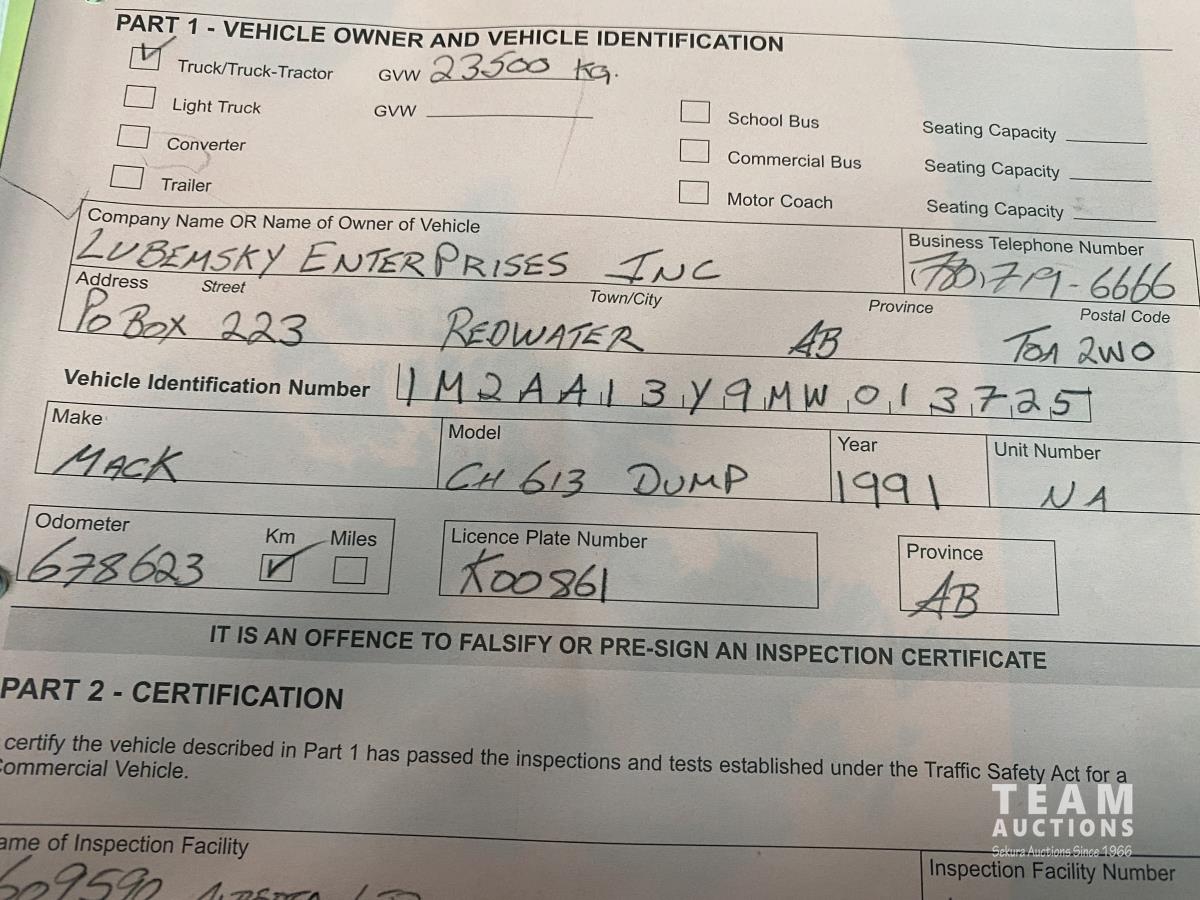 PART 1 - VEHICLE OWNER AND VEHICLE IDENTIFICATION
Truck/Truck-Tractor GVW 23500 Kg.
Light Truck GVW School Bus Seating Capacity
Converter Commercial Bus Seating Capacity
Trailer Motor Coach Seating Capacity
Company Name OR Name of Owner of Vehicle Business Telephone Number
LUBEMSKY ENTERPRISES INC (780)719-6666
Address Street Town/City Province Postal Code
PO BOX 223 REDWATER AB T0A 2W0
Vehicle Identification Number 1M2AA13Y9MW013725
Make Model Year Unit Number
MACK CH 613 DUMP 1991 NA
Odometer Km Miles Licence Plate Number Province
678623 K00861 AB
IT IS AN OFFENCE TO FALSIFY OR PRE-SIGN AN INSPECTION CERTIFICATE
PART 2 - CERTIFICATION
certify the vehicle described in Part 1 has passed the inspections and tests established under the Traffic Safety Act for a
Commercial Vehicle.
TEAM
AUCTIONS
Sekura Auctions Since 1966
ame of Inspection Facility Inspection Facility Number
609590 ALBERTA LTD